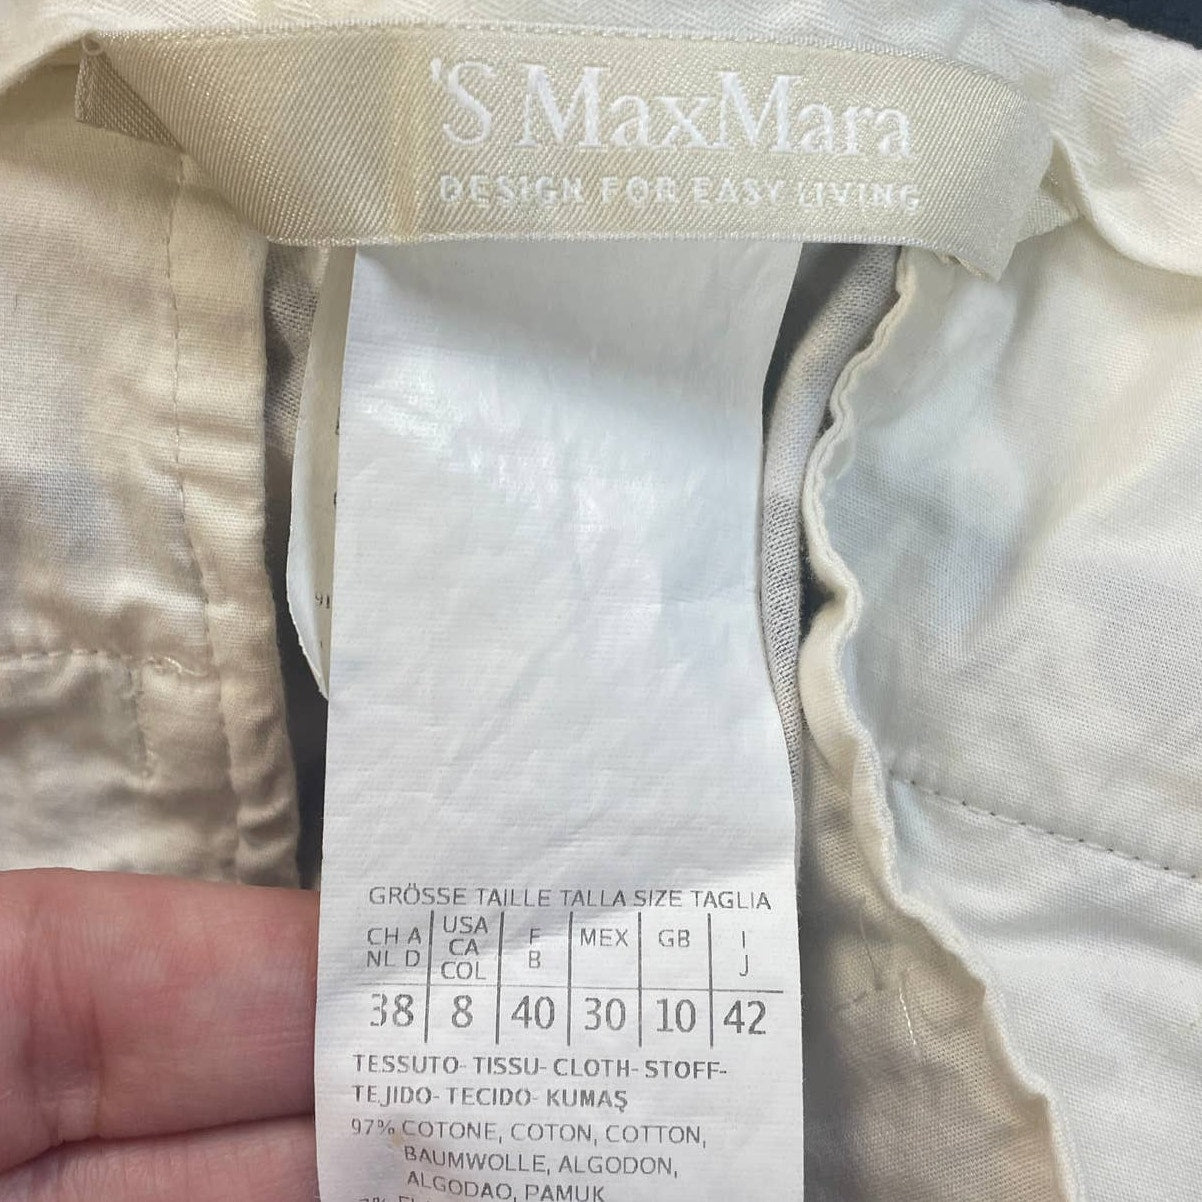 'S MaxMara
DESIGN FOR EASY LIVING
91
GRÖSSE TAILLE TALLA SIZE TAGLIA
CH A NL D | USA CA COL | F B | MEX | GB | I J
38 | 8 | 40 | 30 | 10 | 42
TESSUTO- TISSU- CLOTH- STOFF-
TEJIDO- TECIDO- KUMAŞ
97% COTONE, COTON, COTTON,
BAUMWOLLE, ALGODON,
ALGODAO, PAMUK